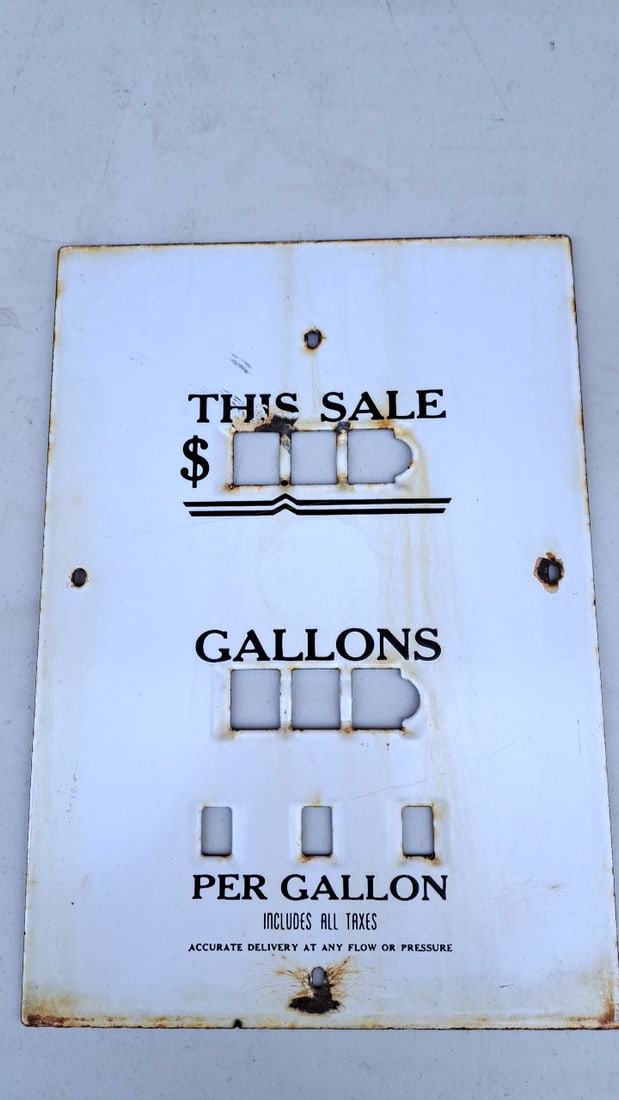 THIS SALE
$
GALLONS
PER GALLON
INCLUDES ALL TAXES
ACCURATE DELIVERY AT ANY FLOW OR PRESSURE